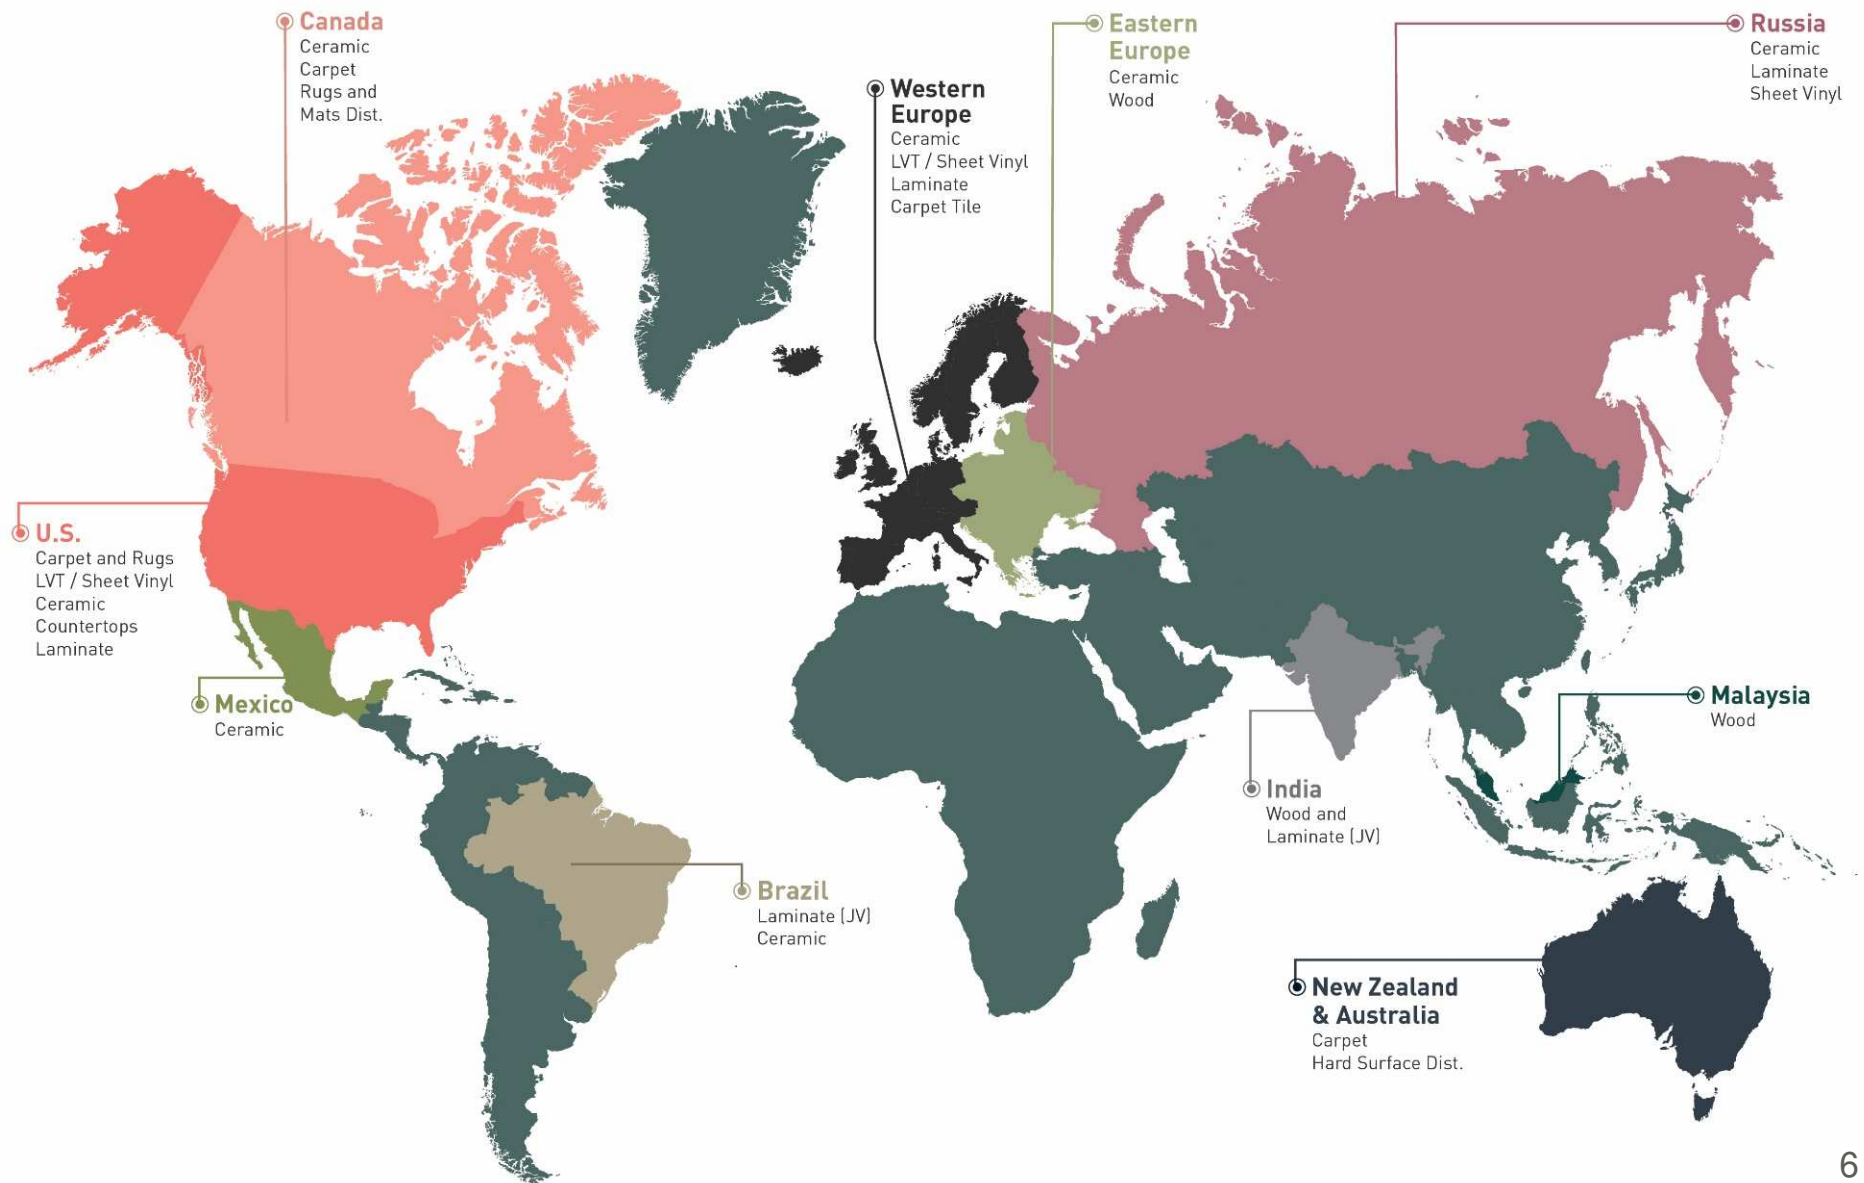 Canada
Ceramic
Carpet
Rugs and
Mats Dist.
Western
Europe
Ceramic
LVT / Sheet Vinyl
Laminate
Carpet Tile
Eastern
Europe
Ceramic
Wood
Russia
Ceramic
Laminate
Sheet Vinyl
U.S.
Carpet and Rugs
LVT / Sheet Vinyl
Ceramic
Countertops
Laminate
Mexico
Ceramic
Brazil
Laminate (JV)
Ceramic
India
Wood and
Laminate (JV)
Malaysia
Wood
New Zealand
& Australia
Carpet
Hard Surface Dist.
6